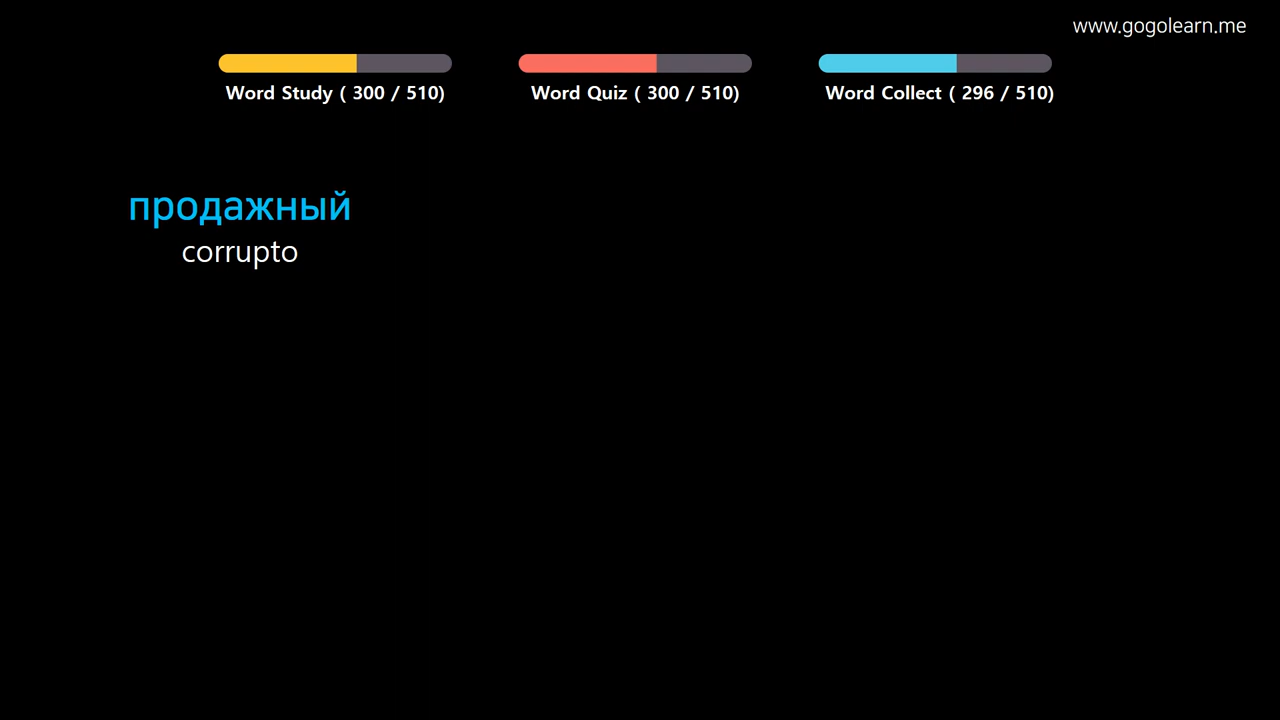 www.gogolearn.me
Word Study ( 300 / 510)
Word Quiz ( 300 / 510)
Word Collect ( 296 / 510)
продажный
corrupto